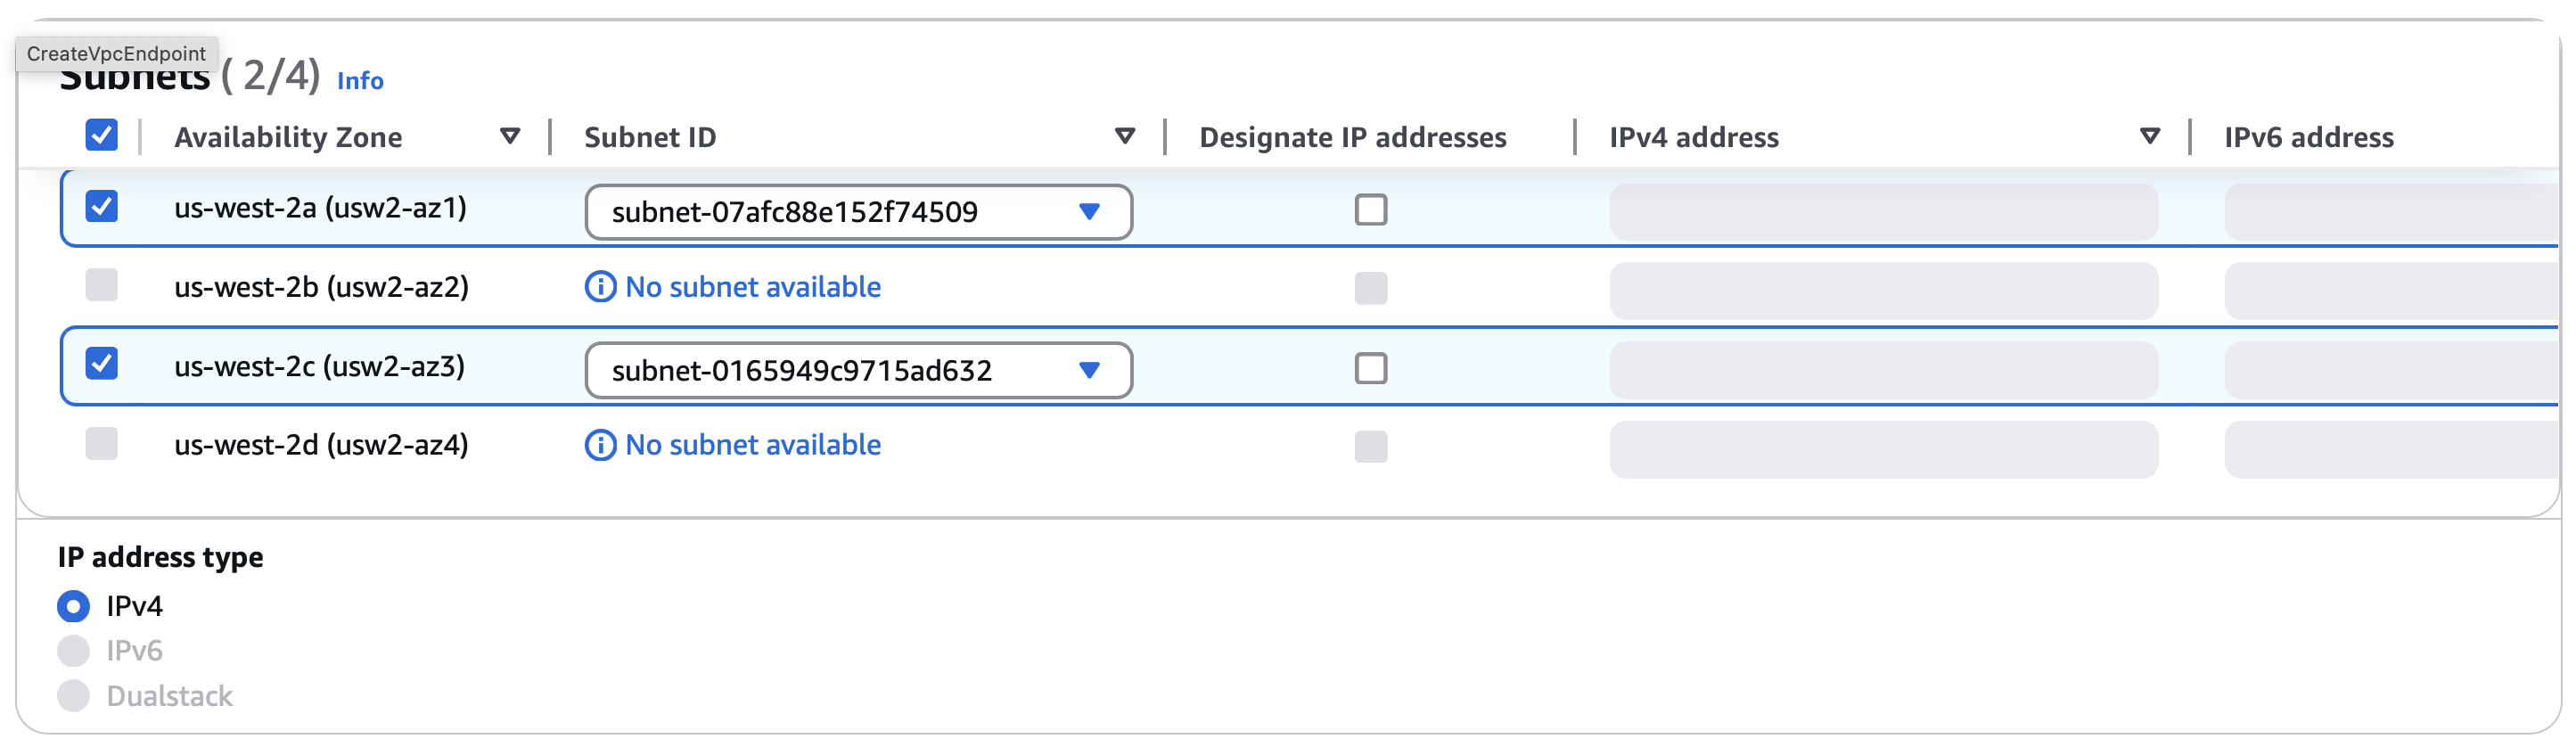 CreateVpcEndpoint
Subnets ( 2/4) Info
Availability Zone Subnet ID Designate IP addresses IPv4 address IPv6 address
us-west-2a (usw2-az1) subnet-07afc88e152f74509
us-west-2b (usw2-az2) No subnet available
us-west-2c (usw2-az3) subnet-0165949c9715ad632
us-west-2d (usw2-az4) No subnet available
IP address type
IPv4
IPv6
Dualstack